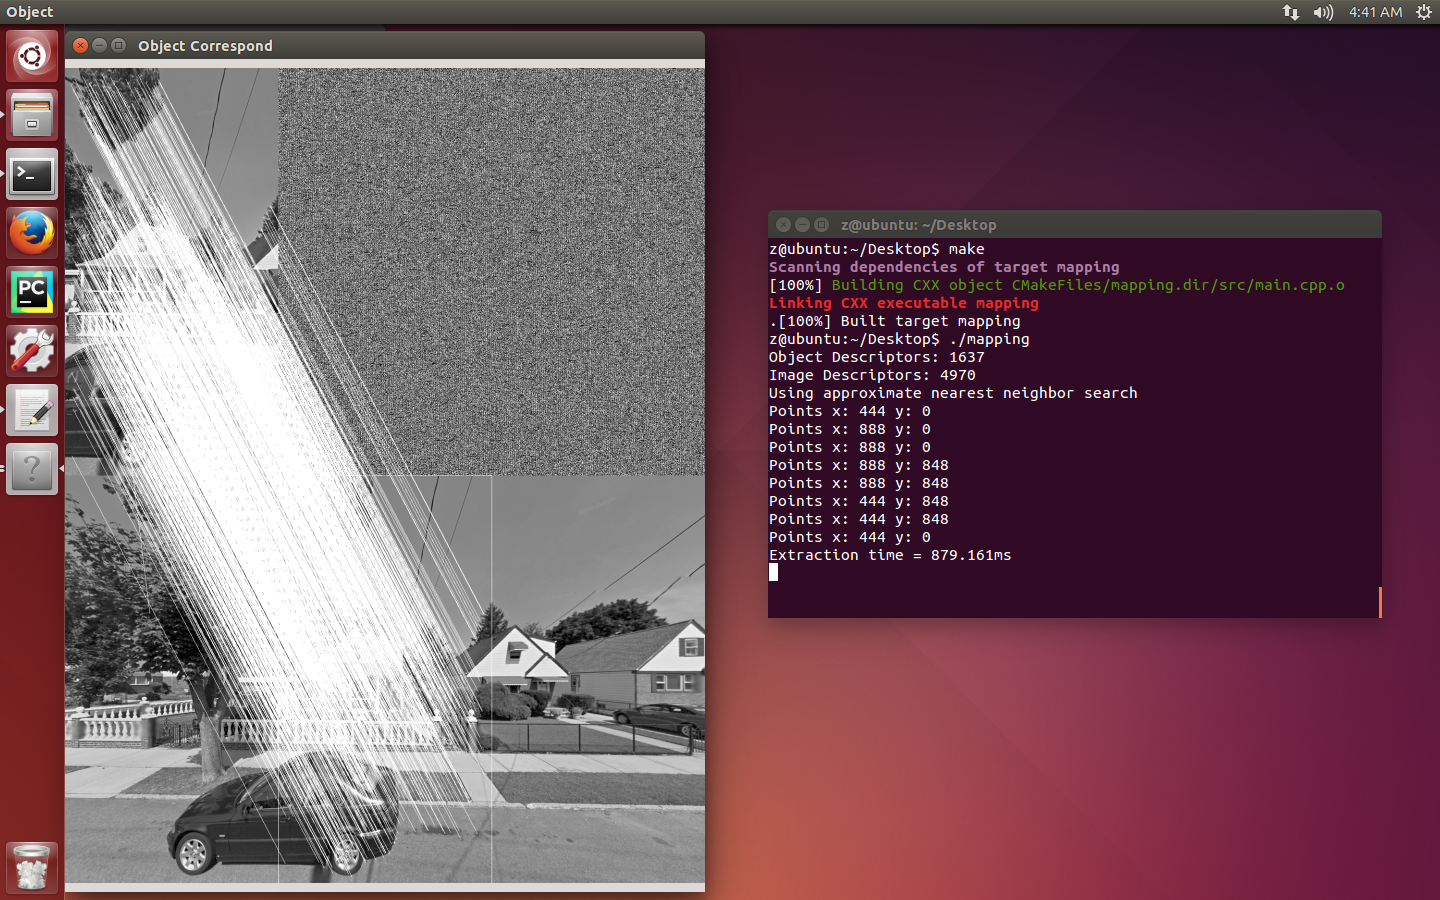 Object
4:41 AM
Object Correspond
PC
z@ubuntu: ~/Desktop
z@ubuntu:~/Desktop$ make
Scanning dependencies of target mapping
[100%] Building CXX object CMakeFiles/mapping.dir/src/main.cpp.o
Linking CXX executable mapping
.[100%] Built target mapping
z@ubuntu:~/Desktop$ ./mapping
Object Descriptors: 1637
Image Descriptors: 4970
Using approximate nearest neighbor search
Points x: 444 y: 0
Points x: 888 y: 0
Points x: 888 y: 0
Points x: 888 y: 848
Points x: 888 y: 848
Points x: 444 y: 848
Points x: 444 y: 848
Points x: 444 y: 0
Extraction time = 879.161ms